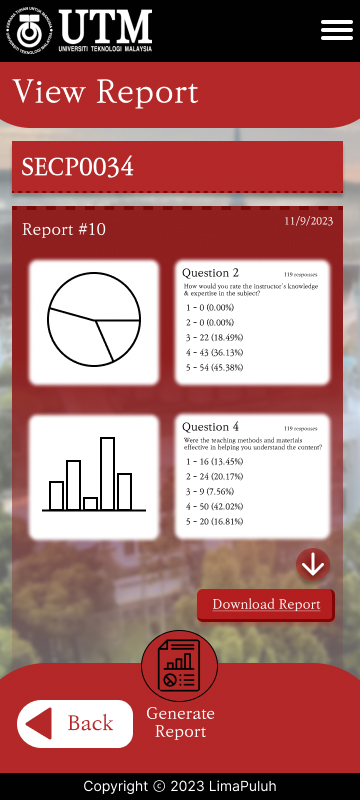 UTM
UNIVERSITI TEKNOLOGI MALAYSIA
View Report
SECP0034
Report #10
11/9/2023
Question 2
119 responses
How would you rate the instructor's knowledge
& expertise in the subject?
1 - 0 (0.00%)
2 - 0 (0.00%)
3 - 22 (18.49%)
4 - 43 (36.13%)
5 - 54 (45.38%)
Question 4
119 responses
Were the teaching methods and materials
effective in helping you understand the content?
1 - 16 (13.45%)
2 - 24 (20.17%)
3 - 9 (7.56%)
4 - 50 (42.02%)
5 - 20 (16.81%)
Download Report
Back
Generate
Report
Copyright © 2023 LimaPuluh